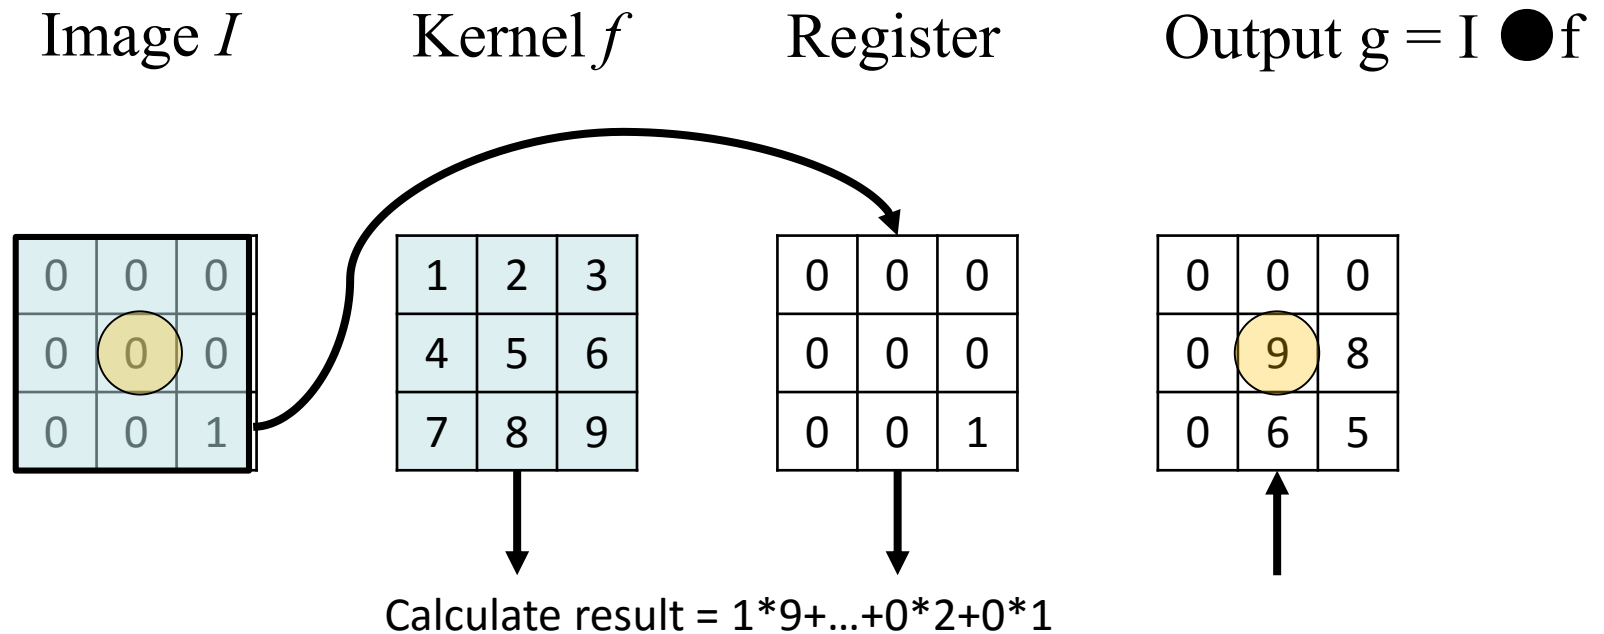 Image I
Kernel f
Register
Output g = I ● f
0 0 0
0 0 0
0 0 1
1 2 3
4 5 6
7 8 9
0 0 0
0 0 0
0 0 1
0 0 0
0 9 8
0 6 5
Calculate result = 1*9+...+0*2+0*1